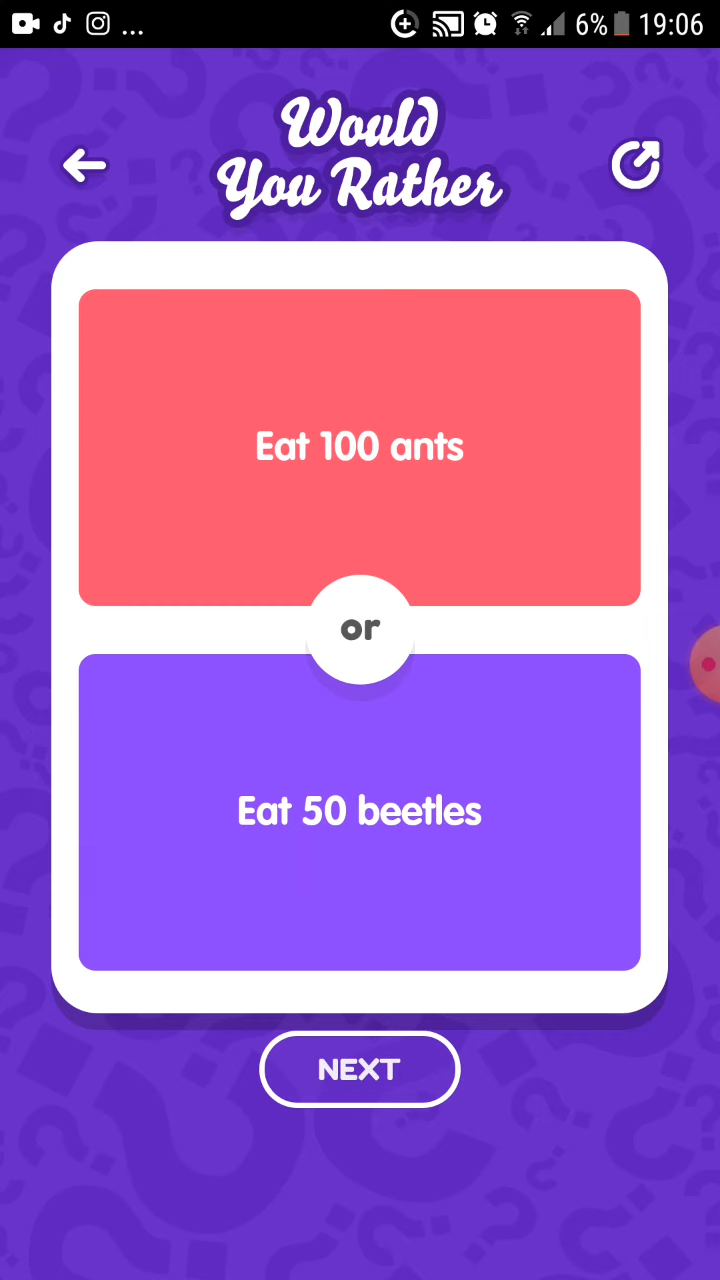 ... 6% 19:06
Would
You Rather
Eat 100 ants
or
Eat 50 beetles
NEXT